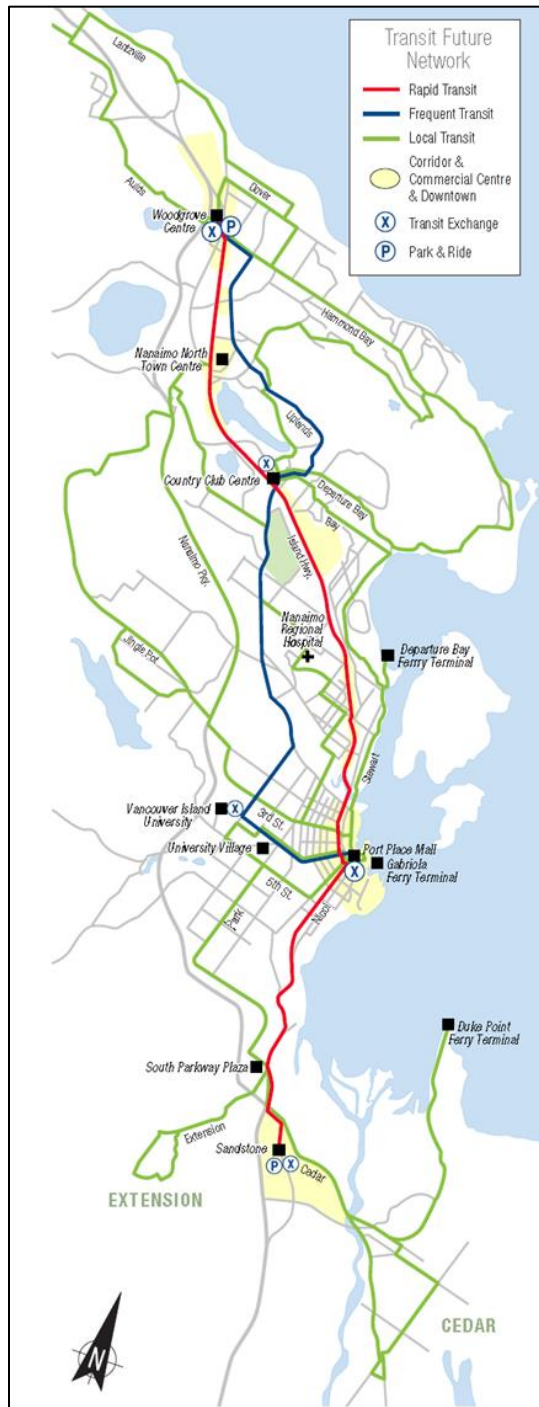 Transit Future
Network
Rapid Transit
Frequent Transit
Local Transit
Corridor &
Commercial Centre
& Downtown
X Transit Exchange
P Park & Ride
Lantzville
Aulds
Dover
Woodgrove
Centre
X P
Hammond Bay
Nanaimo North
Town Centre
Uplands
X
Country Club Centre
Departure Bay
Bay
Island Hwy.
Nanaimo Pky.
Nanaimo
Regional
Hospital
Jingle Pot
Departure Bay
Ferrry Terminal
Stewart
Vancouver Island
University
X
3rd St.
University Village
Port Place Mall
Gabriola
Ferry Terminal
X
5th St.
Park
Nicol
Duke Point
Ferry Terminal
South Parkway Plaza
Extension
Sandstone
P X
Cedar
EXTENSION
CEDAR
N